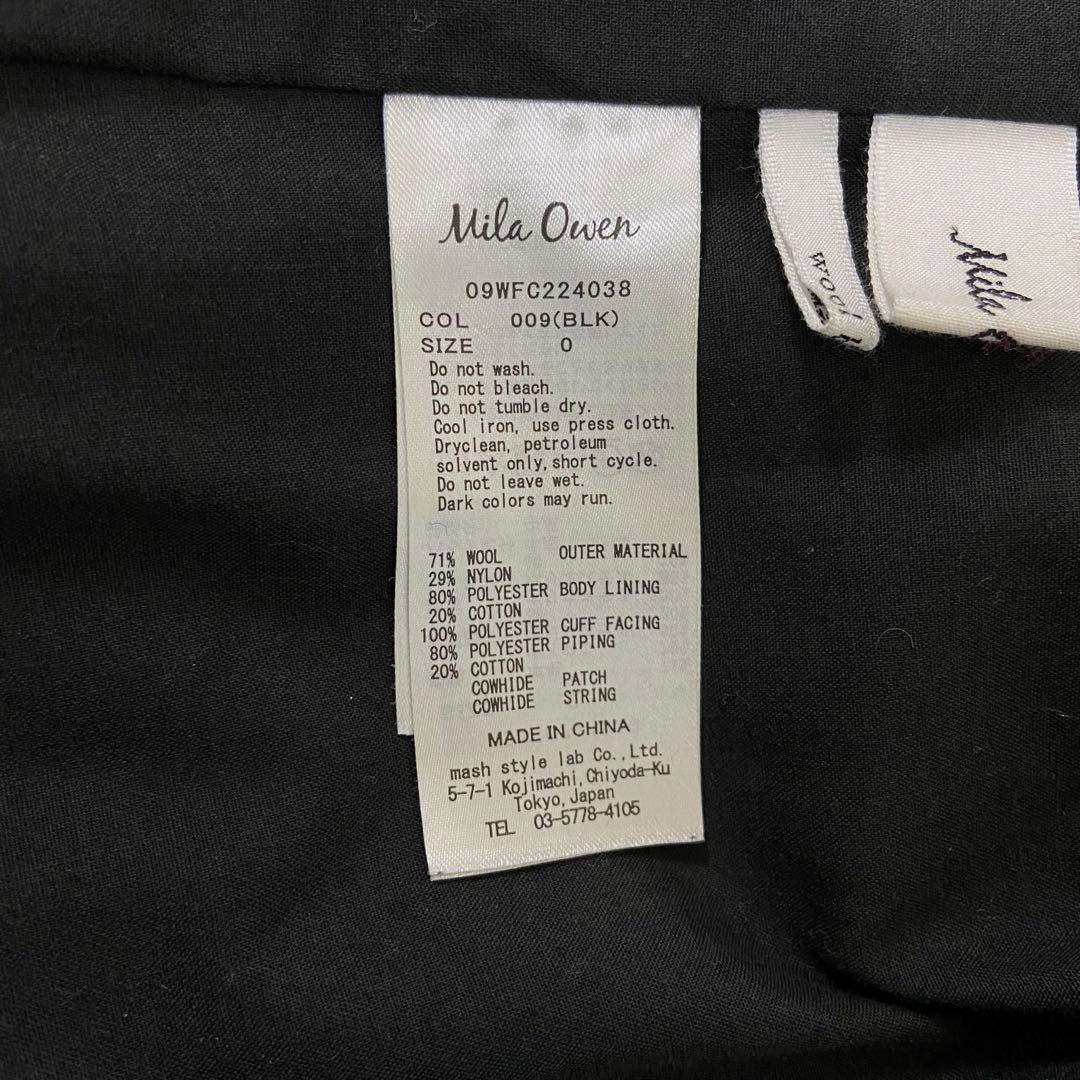 Mila Owen
09WFC224038
COL 009(BLK)
SIZE 0
Do not wash.
Do not bleach.
Do not tumble dry.
Cool iron, use press cloth.
Dryclean, petroleum
solvent only, short cycle.
Do not leave wet.
Dark colors may run.
71% WOOL OUTER MATERIAL
29% NYLON
80% POLYESTER BODY LINING
20% COTTON
100% POLYESTER CUFF FACING
80% POLYESTER PIPING
20% COTTON
COWHIDE PATCH
COWHIDE STRING
MADE IN CHINA
mash style lab Co.,Ltd.
5-7-1 Kojimachi,Chiyoda-Ku
Tokyo,Japan
TEL 03-5778-4105
Wool
Mila